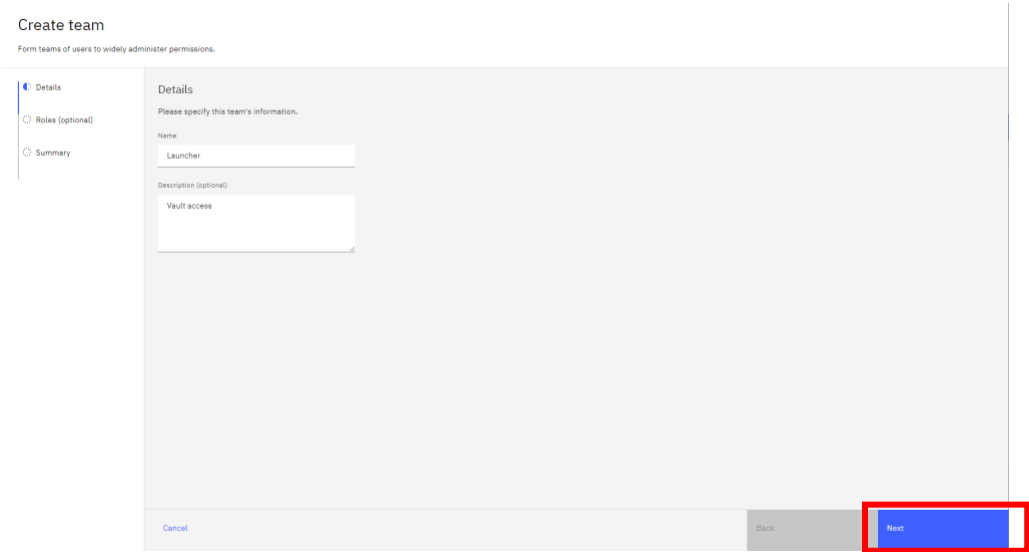 Create team
Form teams of users to widely administer permissions.
Details
Roles (optional)
Summary
Details
Please specify this team's information.
Name
Launcher
Description (optional)
Vault access
Cancel
Back
Next